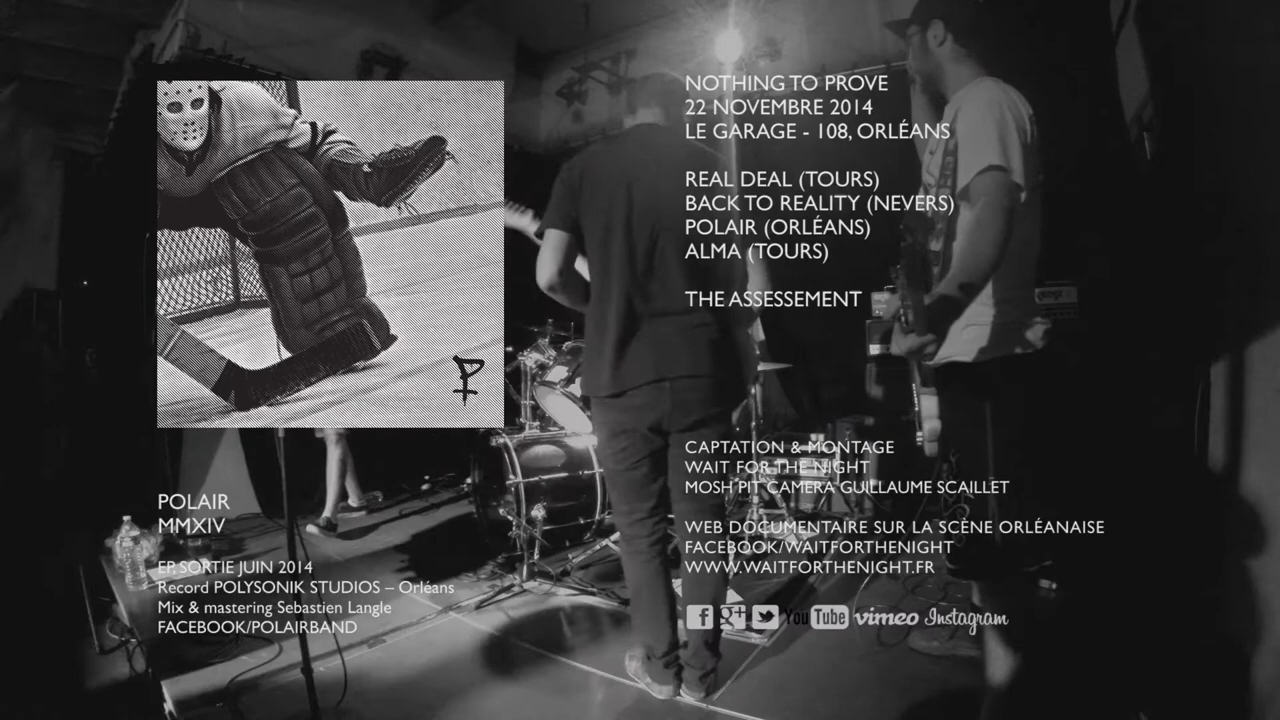 POLAIR
MMXIV
EP. SORTIE JUIN 2014
Record POLYSONIK STUDIOS – Orléans
Mix & mastering Sebastien Langle
FACEBOOK/POLAIRBAND
NOTHING TO PROVE
22 NOVEMBRE 2014
LE GARAGE - 108, ORLÉANS
REAL DEAL (TOURS)
BACK TO REALITY (NEVERS)
POLAIR (ORLÉANS)
ALMA (TOURS)
THE ASSESSEMENT
CAPTATION & MONTAGE
WAIT FOR THE NIGHT
MOSH PIT CAMERA GUILLAUME SCAILLET
WEB DOCUMENTAIRE SUR LA SCÈNE ORLÉANAISE
FACEBOOK/WAITFORTHENIGHT
WWW.WAITFORTHENIGHT.FR
f g+ You Tube vimeo Instagram